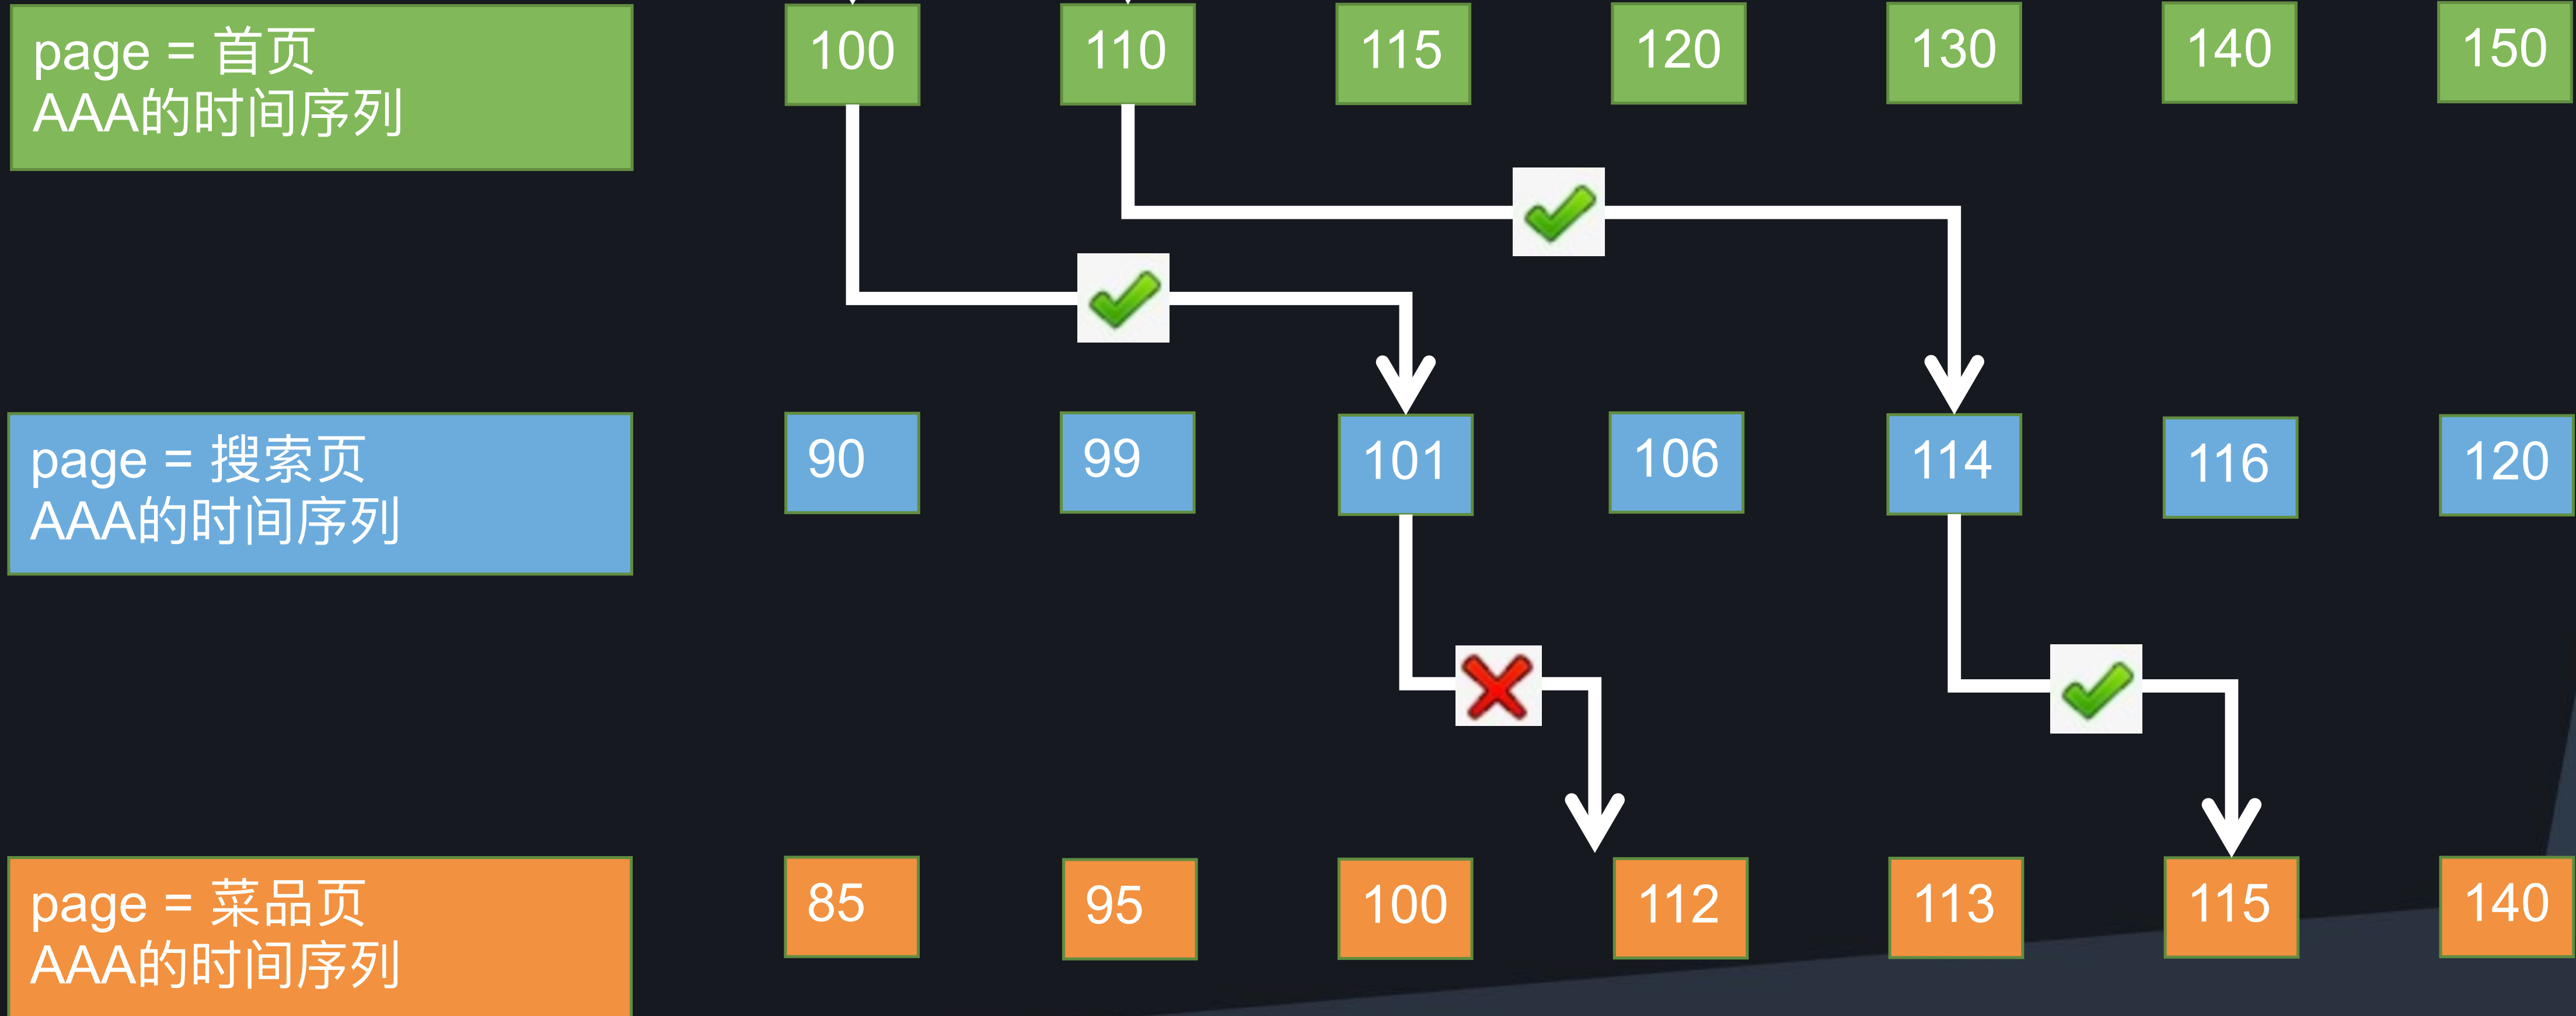 page = 首页
AAA的时间序列
100 110 115 120 130 140 150
page = 搜索页
AAA的时间序列
90 99 101 106 114 116 120
page = 菜品页
AAA的时间序列
85 95 100 112 113 115 140